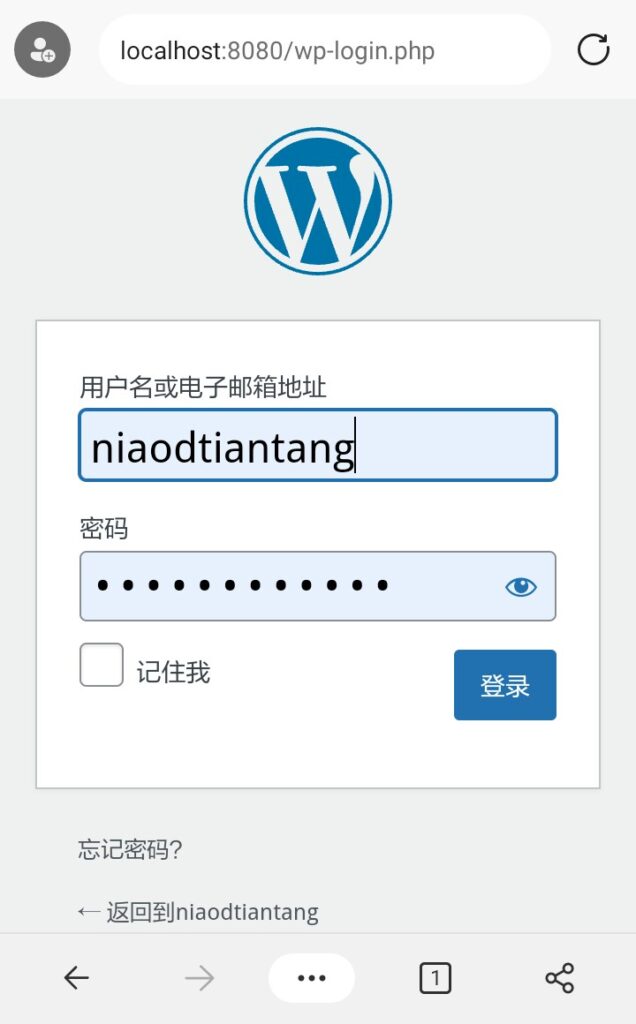 localhost:8080/wp-login.php
用户名或电子邮箱地址
niaodtiantang
密码
••••••••••••
记住我
登录
忘记密码？
← 返回到niaodtiantang
1